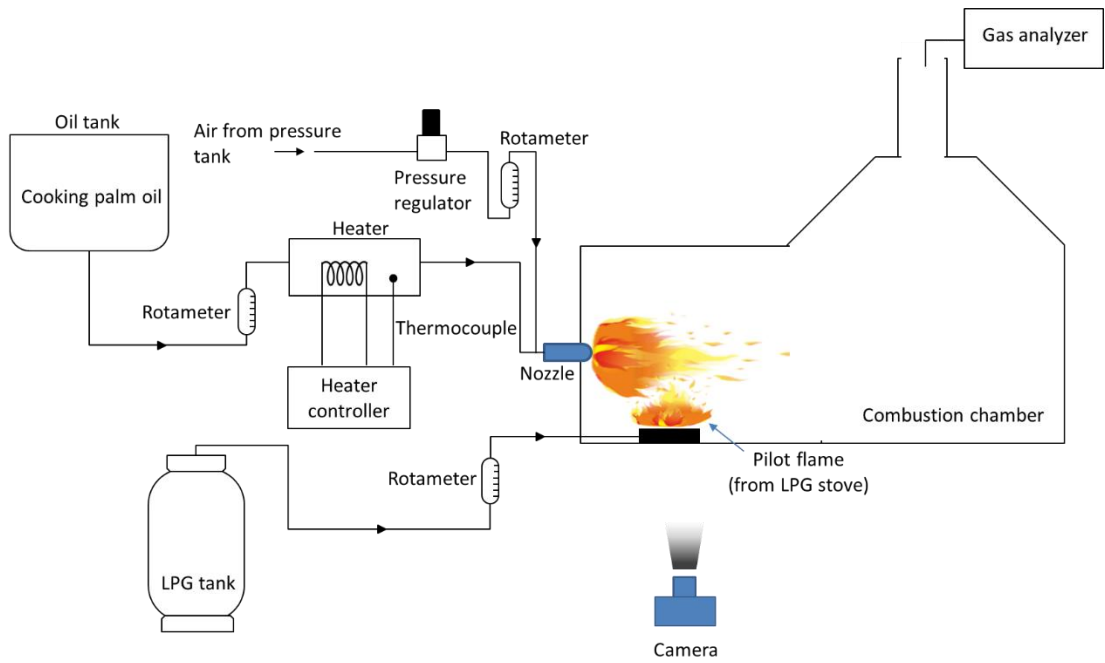 Gas analyzer
Oil tank
Cooking palm oil
Air from pressure
tank
Rotameter
Pressure
regulator
Heater
Rotameter
Thermocouple
Heater
controller
Nozzle
Combustion chamber
Pilot flame
(from LPG stove)
Rotameter
LPG tank
Camera